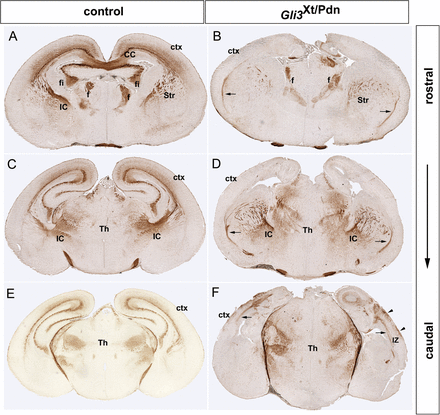 control
Gli3Xt/Pdn
A
ctx
CC
fi
fi
f
f
IC
Str
B
ctx
f
f
Str
rostral
C
ctx
IC
IC
Th
D
ctx
IC
IC
Th
E
ctx
Th
F
ctx
IZ
Th
caudal